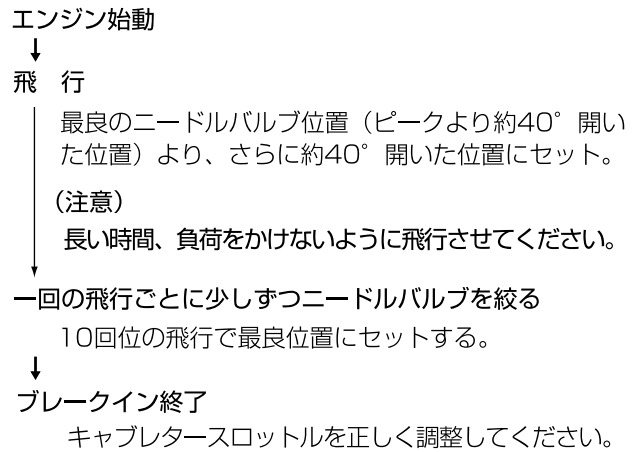 エンジン始動
飛　行
最良のニードルバルブ位置（ピークより約40°開い
た位置）より、さらに約40°開いた位置にセット。
（注意）
長い時間、負荷をかけないように飛行させてください。
一回の飛行ごとに少しずつニードルバルブを絞る
10回位の飛行で最良位置にセットする。
ブレークイン終了
キャブレタースロットルを正しく調整してください。